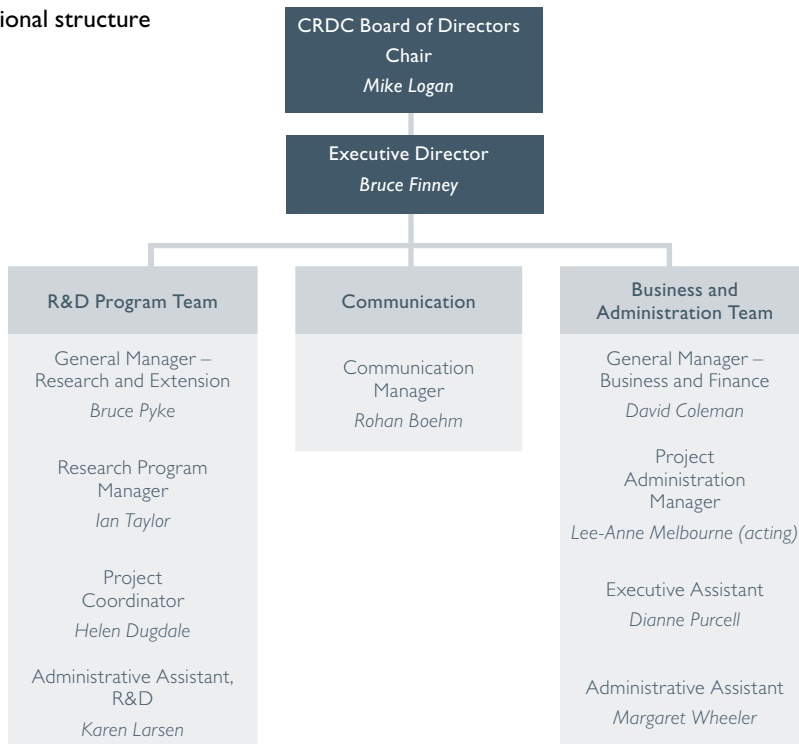 ional structure
CRDC Board of Directors
Chair
Mike Logan
Executive Director
Bruce Finney
R&D Program Team
General Manager –
Research and Extension
Bruce Pyke
Research Program
Manager
Ian Taylor
Project
Coordinator
Helen Dugdale
Administrative Assistant,
R&D
Karen Larsen
Communication
Communication
Manager
Rohan Boehm
Business and
Administration Team
General Manager –
Business and Finance
David Coleman
Project
Administration
Manager
Lee-Anne Melbourne (acting)
Executive Assistant
Dianne Purcell
Administrative Assistant
Margaret Wheeler